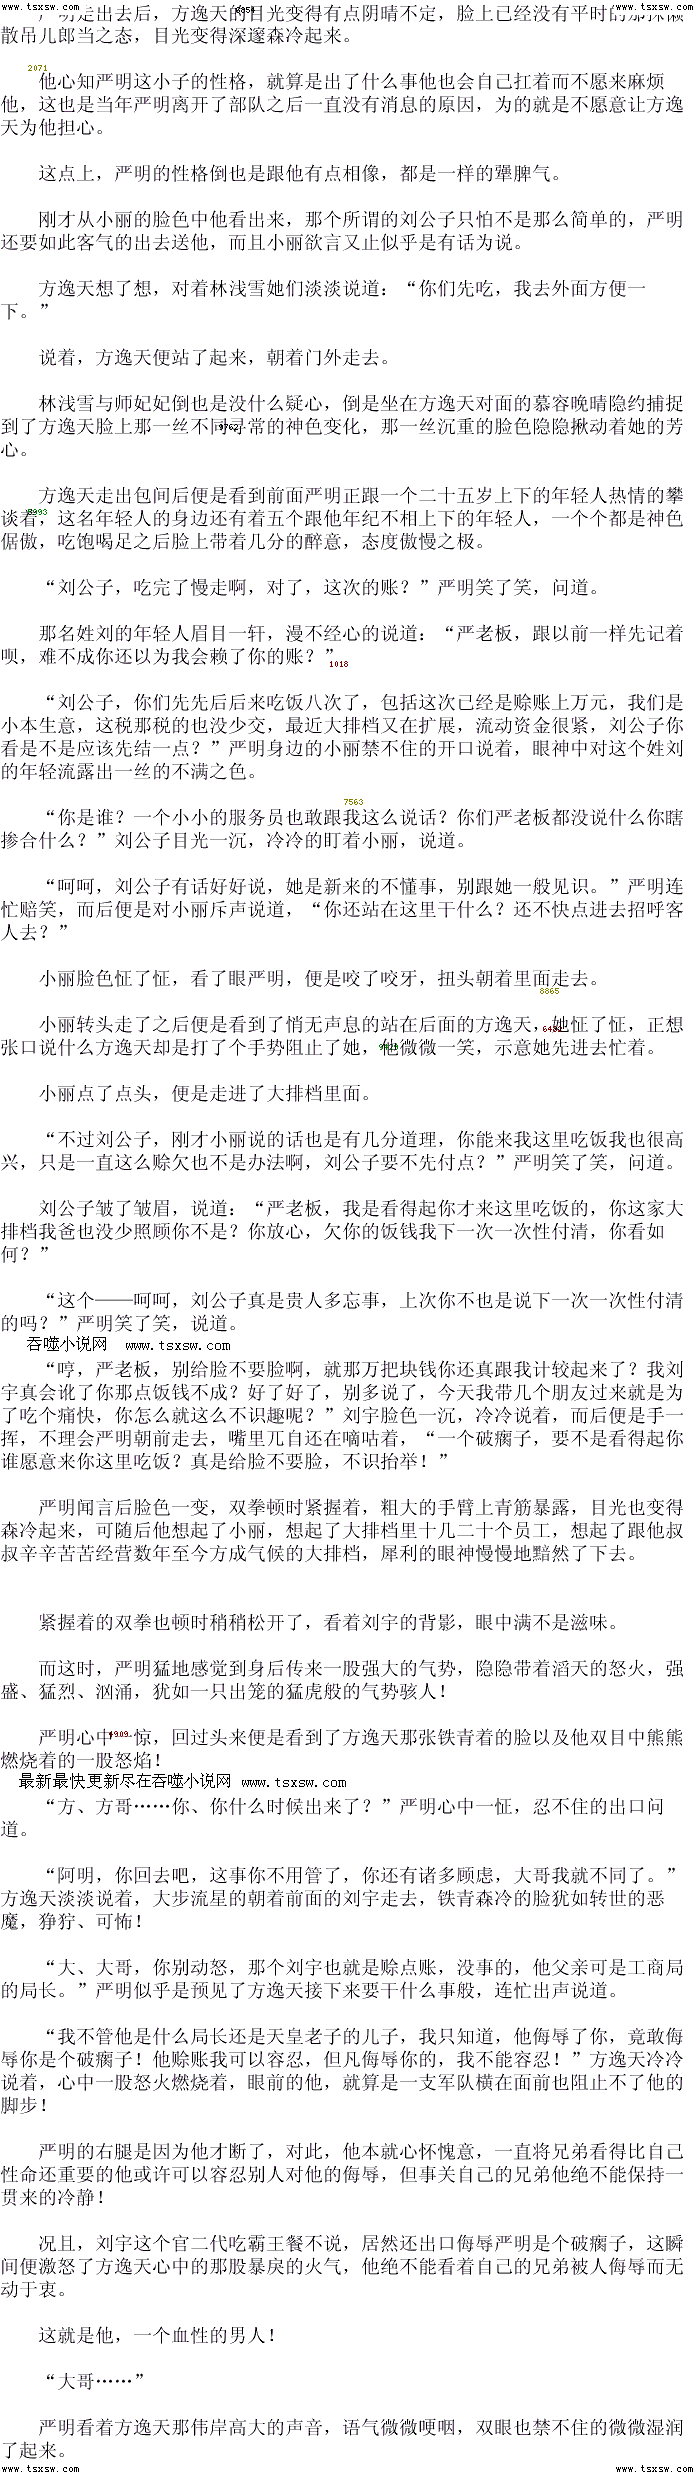 www.tsxsw.com www.tsxsw.com
严明走出去后，方逸天的目光变得有点阴晴不定，脸上已经没有平时的那抹懒
散吊儿郎当之态，目光变得深邃森冷起来。
2071
他心知严明这小子的性格，就算是出了什么事他也会自己扛着而不愿来麻烦
他，这也是当年严明离开了部队之后一直没有消息的原因，为的就是不愿意让方逸
天为他担心。
这点上，严明的性格倒也是跟他有点相像，都是一样的犟脾气。
刚才从小丽的脸色中他看出来，那个所谓的刘公子只怕不是那么简单的，严明
还要如此客气的出去送他，而且小丽欲言又止似乎是有话为说。
方逸天想了想，对着林浅雪她们淡淡说道：“你们先吃，我去外面方便一
下。”
说着，方逸天便站了起来，朝着门外走去。
林浅雪与师妃妃倒也是没什么疑心，倒是坐在方逸天对面的慕容晚晴隐约捕捉
到了方逸天脸上那一丝不同寻常的神色变化，那一丝沉重的脸色隐隐揪动着她的芳
心。
方逸天走出包间后便是看到前面严明正跟一个二十五岁上下的年轻人热情的攀
谈着，这名年轻人的身边还有着五个跟他年纪不相上下的年轻人，一个个都是神色
倨傲，吃饱喝足之后脸上带着几分的醉意，态度傲慢之极。
“刘公子，吃完了慢走啊，对了，这次的账？”严明笑了笑，问道。
那名姓刘的年轻人眉目一轩，漫不经心的说道：“严老板，跟以前一样先记着
呗，难不成你还以为我会赖了你的账？”
1018
“刘公子，你们先先后后来吃饭八次了，包括这次已经是赊账上万元，我们是
小本生意，这税那税的也没少交，最近大排档又在扩展，流动资金很紧，刘公子你
看是不是应该先结一点？”严明身边的小丽禁不住的开口说着，眼神中对这个姓刘
的年轻流露出一丝的不满之色。
7563
“你是谁？一个小小的服务员也敢跟我这么说话？你们严老板都没说什么你瞎
掺合什么？”刘公子目光一沉，冷冷的盯着小丽，说道。
“呵呵，刘公子有话好好说，她是新来的不懂事，别跟她一般见识。”严明连
忙赔笑，而后便是对小丽斥声说道，“你还站在这里干什么？还不快点进去招呼客
人去？”
小丽脸色怔了怔，看了眼严明，便是咬了咬牙，扭头朝着里面走去。
8865
小丽转头走了之后便是看到了悄无声息的站在后面的方逸天，她怔了怔，正想
张口说什么方逸天却是打了个手势阻止了她，他微微一笑，示意她先进去忙着。
小丽点了点头，便是走进了大排档里面。
“不过刘公子，刚才小丽说的话也是有几分道理，你能来我这里吃饭我也很高
兴，只是一直这么赊欠也不是办法啊，刘公子要不先付点？”严明笑了笑，问道。
刘公子皱了皱眉，说道：“严老板，我是看得起你才来这里吃饭的，你这家大
排档我爸也没少照顾你不是？你放心，欠你的饭钱我下一次一次性付清，你看如
何？”
“这个——呵呵，刘公子真是贵人多忘事，上次你不也是说下一次一次性付清
的吗？”严明笑了笑，说道。
吞噬小说网 www.tsxsw.com
“哼，严老板，别给脸不要脸啊，就那万把块钱你还真跟我计较起来了？我刘
宇真会讹了你那点饭钱不成？好了好了，别多说了，今天我带几个朋友过来就是为
了吃个痛快，你怎么就这么不识趣呢？”刘宇脸色一沉，冷冷说着，而后便是手一
挥，不理会严明朝前走去，嘴里兀自还在嘀咕着，“一个破瘸子，要不是看得起你
谁愿意来你这里吃饭？真是给脸不要脸，不识抬举！”
严明闻言后脸色一变，双拳顿时紧握着，粗大的手臂上青筋暴露，目光也变得
森冷起来，可随后他想起了小丽，想起了大排档里十几二十个员工，想起了跟他叔
叔辛辛苦苦经营数年至今方成气候的大排档，犀利的眼神慢慢地黯然了下去。
紧握着的双拳也顿时稍稍松开了，看着刘宇的背影，眼中满不是滋味。
而这时，严明猛地感觉到身后传来一股强大的气势，隐隐带着滔天的怒火，强
盛、猛烈、汹涌，犹如一只出笼的猛虎般的气势骇人！
严明心中一惊，回过头来便是看到了方逸天那张铁青着的脸以及他双目中熊熊
燃烧着的一股怒焰！
最新最快更新尽在吞噬小说网 www.tsxsw.com
“方、方哥……你、你什么时候出来了？”严明心中一怔，忍不住的出口问
道。
“阿明，你回去吧，这事你不用管了，你还有诸多顾虑，大哥我就不同了。”
方逸天淡淡说着，大步流星的朝着前面的刘宇走去，铁青森冷的脸犹如转世的恶
魔，狰狞、可怖！
“大、大哥，你别动怒，那个刘宇也就是赊点账，没事的，他父亲可是工商局
的局长。”严明似乎是预见了方逸天接下来要干什么事般，连忙出声说道。
“我不管他是什么局长还是天皇老子的儿子，我只知道，他侮辱了你，竟敢侮
辱你是个破瘸子！他赊账我可以容忍，但凡侮辱你的，我不能容忍！”方逸天冷冷
说着，心中一股怒火燃烧着，眼前的他，就算是一支军队横在面前也阻止不了他的
脚步！
严明的右腿是因为他才断了，对此，他本就心怀愧意，一直将兄弟看得比自己
性命还重要的他或许可以容忍别人对他的侮辱，但事关自己的兄弟他绝不能保持一
贯来的冷静！
况且，刘宇这个官二代吃霸王餐不说，居然还出口侮辱严明是个破瘸子，这瞬
间便激怒了方逸天心中的那股暴戾的火气，他绝不能看着自己的兄弟被人侮辱而无
动于衷。
这就是他，一个血性的男人！
“大哥……”
严明看着方逸天那伟岸高大的声音，语气微微哽咽，双眼也禁不住的微微湿润
了起来。
www.tsxsw.com www.tsxsw.com